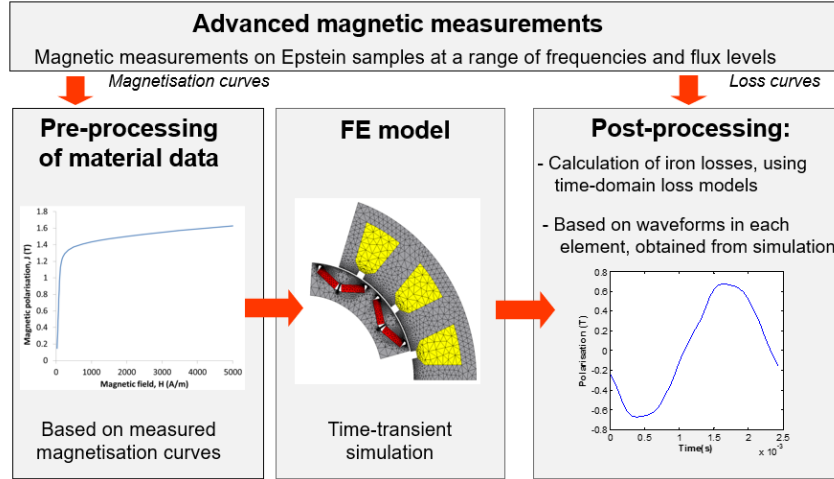 Advanced magnetic measurements
Magnetic measurements on Epstein samples at a range of frequencies and flux levels
Magnetisation curves
Loss curves
Pre-processing
of material data
1.8
1.6
1.4
1.2
1
0.8
0.6
0.4
0.2
0
0 1000 2000 3000 4000 5000
Magnetic polarisation, J (T)
Magnetic field, H (A/m)
Based on measured
magnetisation curves
FE model
Time-transient
simulation
Post-processing:
- Calculation of iron losses, using
time-domain loss models
- Based on waveforms in each
element, obtained from simulation
0.8
0.6
0.4
0.2
0
-0.2
-0.4
-0.6
-0.8
0 0.5 1 1.5 2 2.5
Polarisation (T)
Time(s)
x 10⁻³